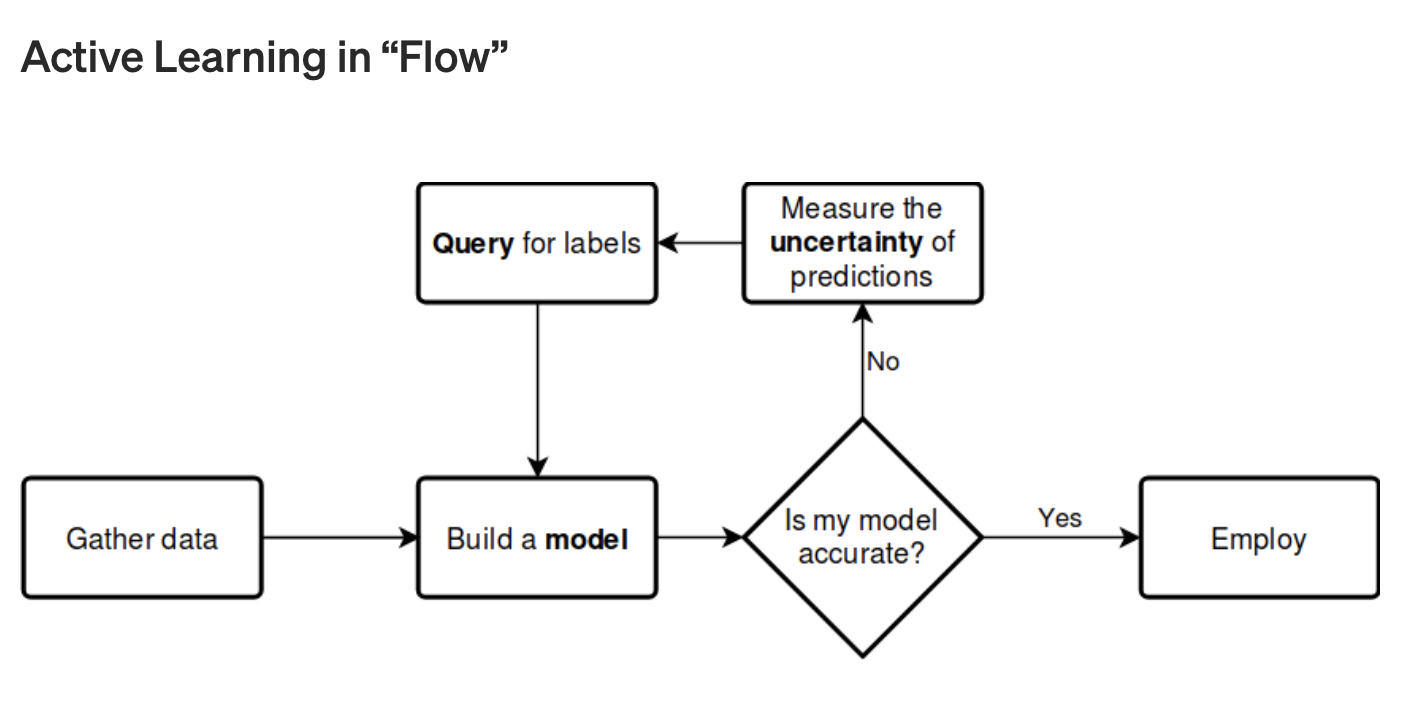 Active Learning in “Flow”
Query for labels
Measure the
uncertainty of
predictions
No
Gather data
Build a model
Is my model
accurate?
Yes
Employ